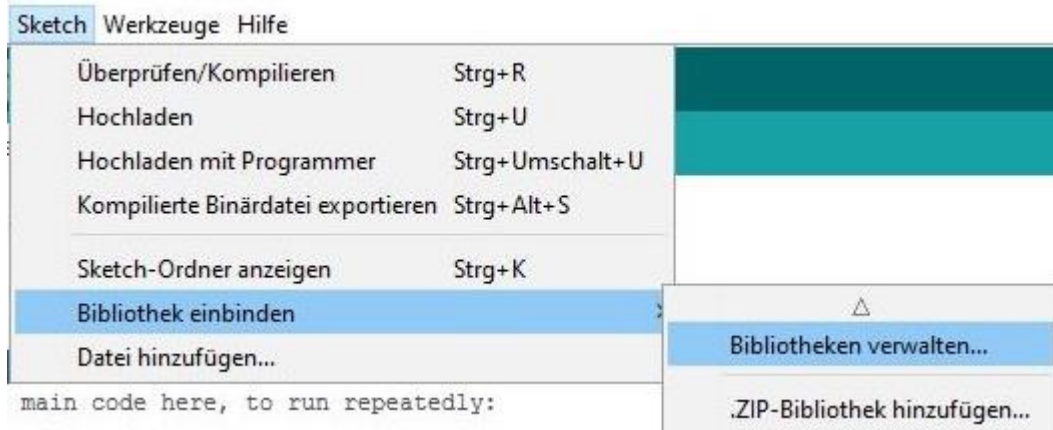 Sketch Werkzeuge Hilfe
Überprüfen/Kompilieren Strg+R
Hochladen Strg+U
Hochladen mit Programmer Strg+Umschalt+U
Kompilierte Binärdatei exportieren Strg+Alt+S
Sketch-Ordner anzeigen Strg+K
Bibliothek einbinden
Datei hinzufügen...
Bibliotheken verwalten...
.ZIP-Bibliothek hinzufügen...
main code here, to run repeatedly: